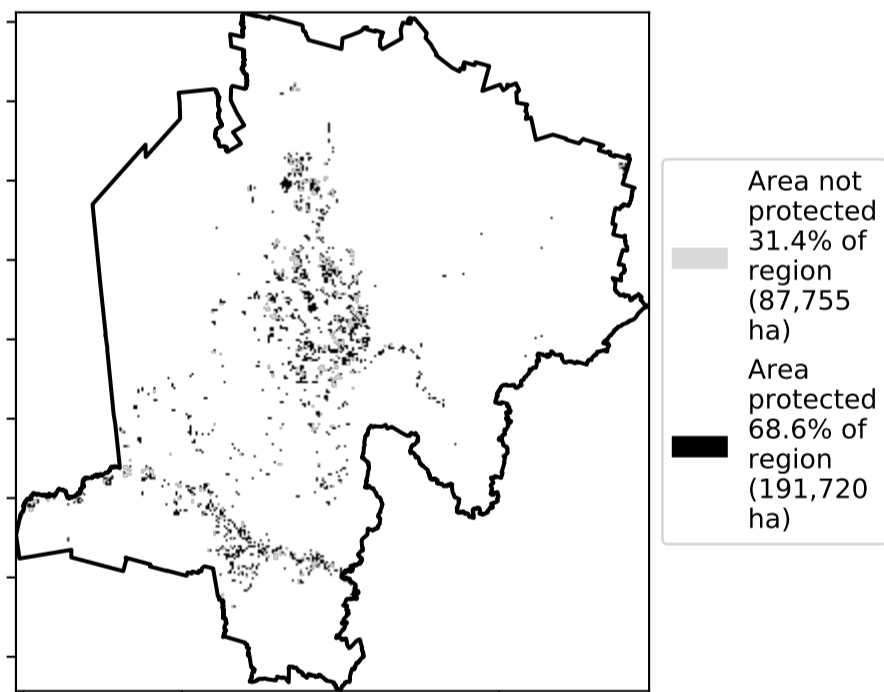 Area not
protected
31.4% of
region
(87,755
ha)
Area
protected
68.6% of
region
(191,720
ha)